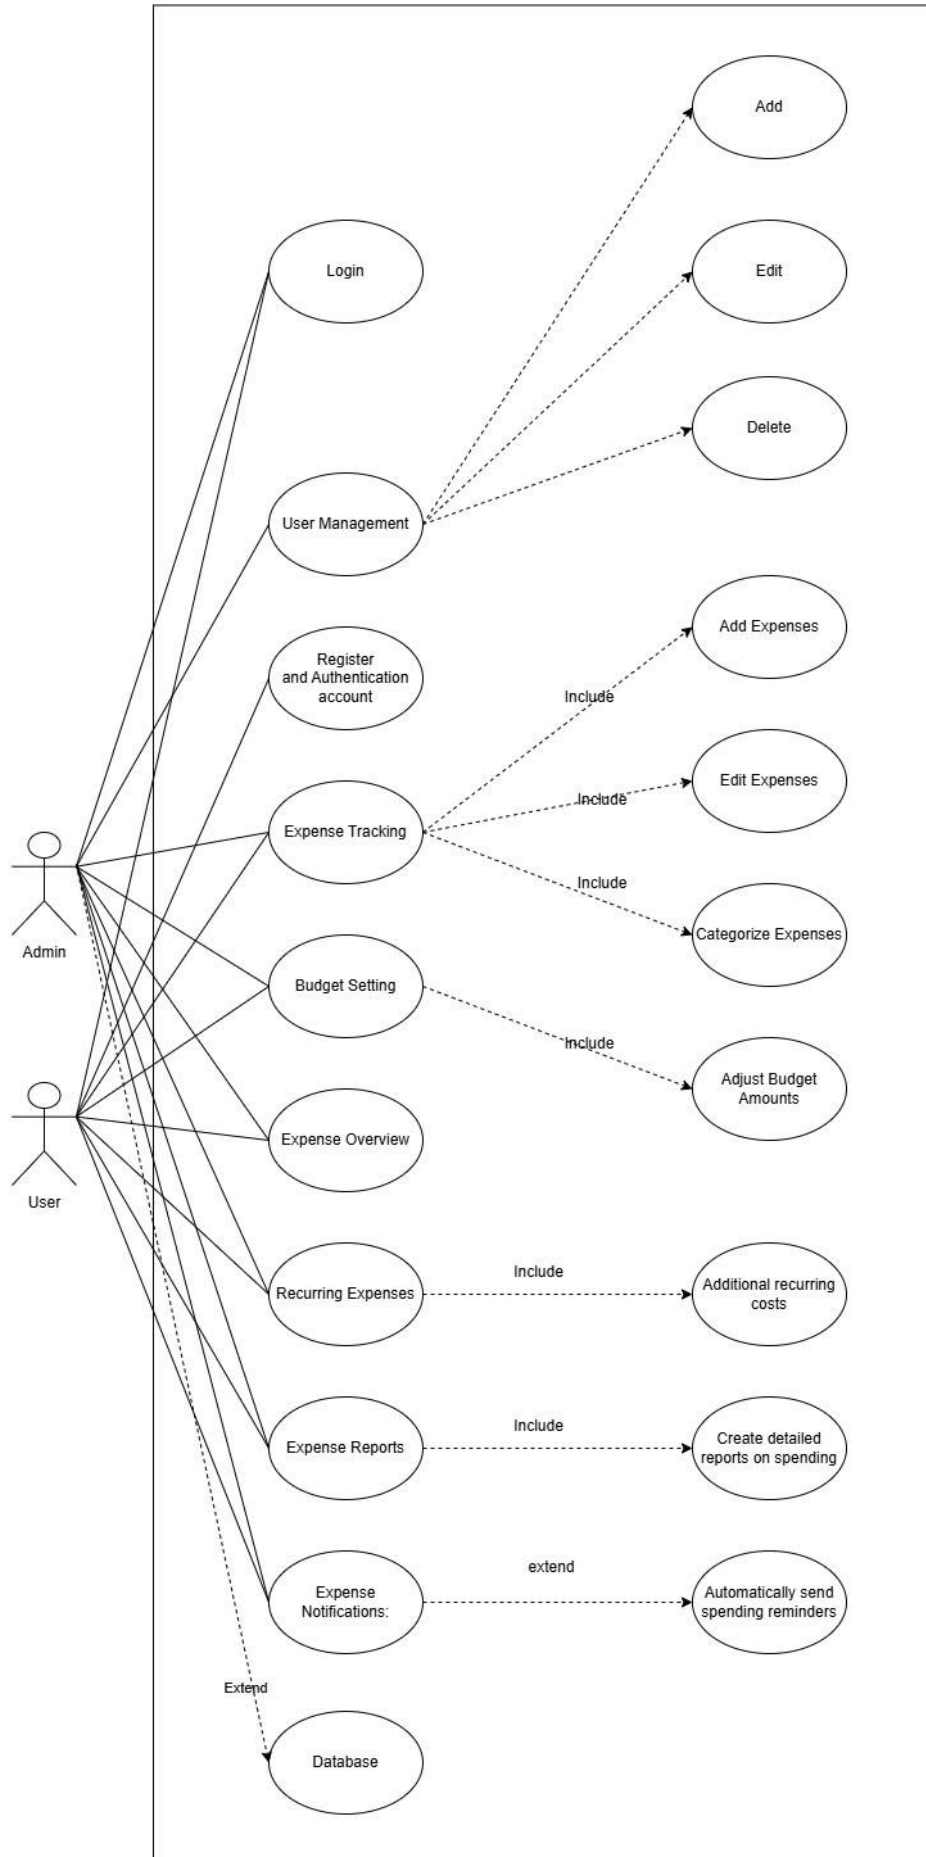 Add
Login
Edit
Delete
User Management
Register
and Authentication
account
Add Expenses
Include
Edit Expenses
Include
Expense Tracking
Include
Categorize Expenses
Admin
Budget Setting
Include
Adjust Budget
Amounts
Expense Overview
User
Recurring Expenses
Include
Additional recurring
costs
Expense Reports
Include
Create detailed
reports on spending
Expense
Notifications:
extend
Automatically send
spending reminders
Extend
Database